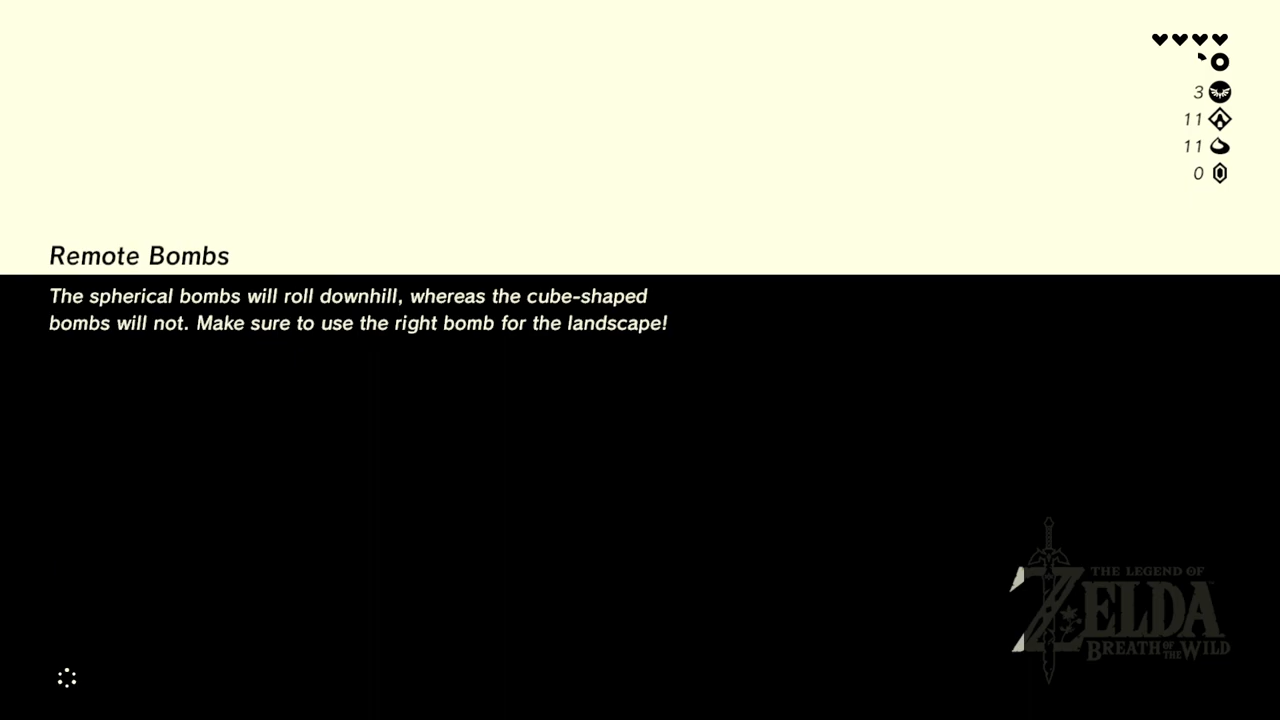 3
11
11
0
Remote Bombs
The spherical bombs will roll downhill, whereas the cube-shaped
bombs will not. Make sure to use the right bomb for the landscape!
THE LEGEND OF
ZELDA
BREATH OF THE WILD